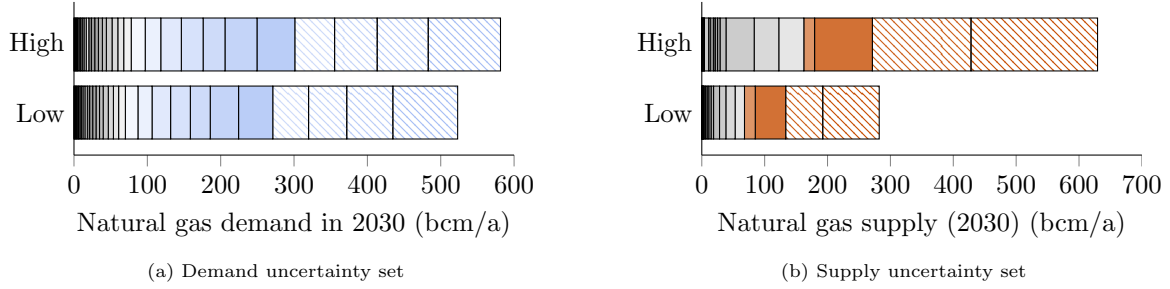 High
Low
0 100 200 300 400 500 600
Natural gas demand in 2030 (bcm/a)
(a) Demand uncertainty set
High
Low
0 100 200 300 400 500 600 700
Natural gas supply (2030) (bcm/a)
(b) Supply uncertainty set